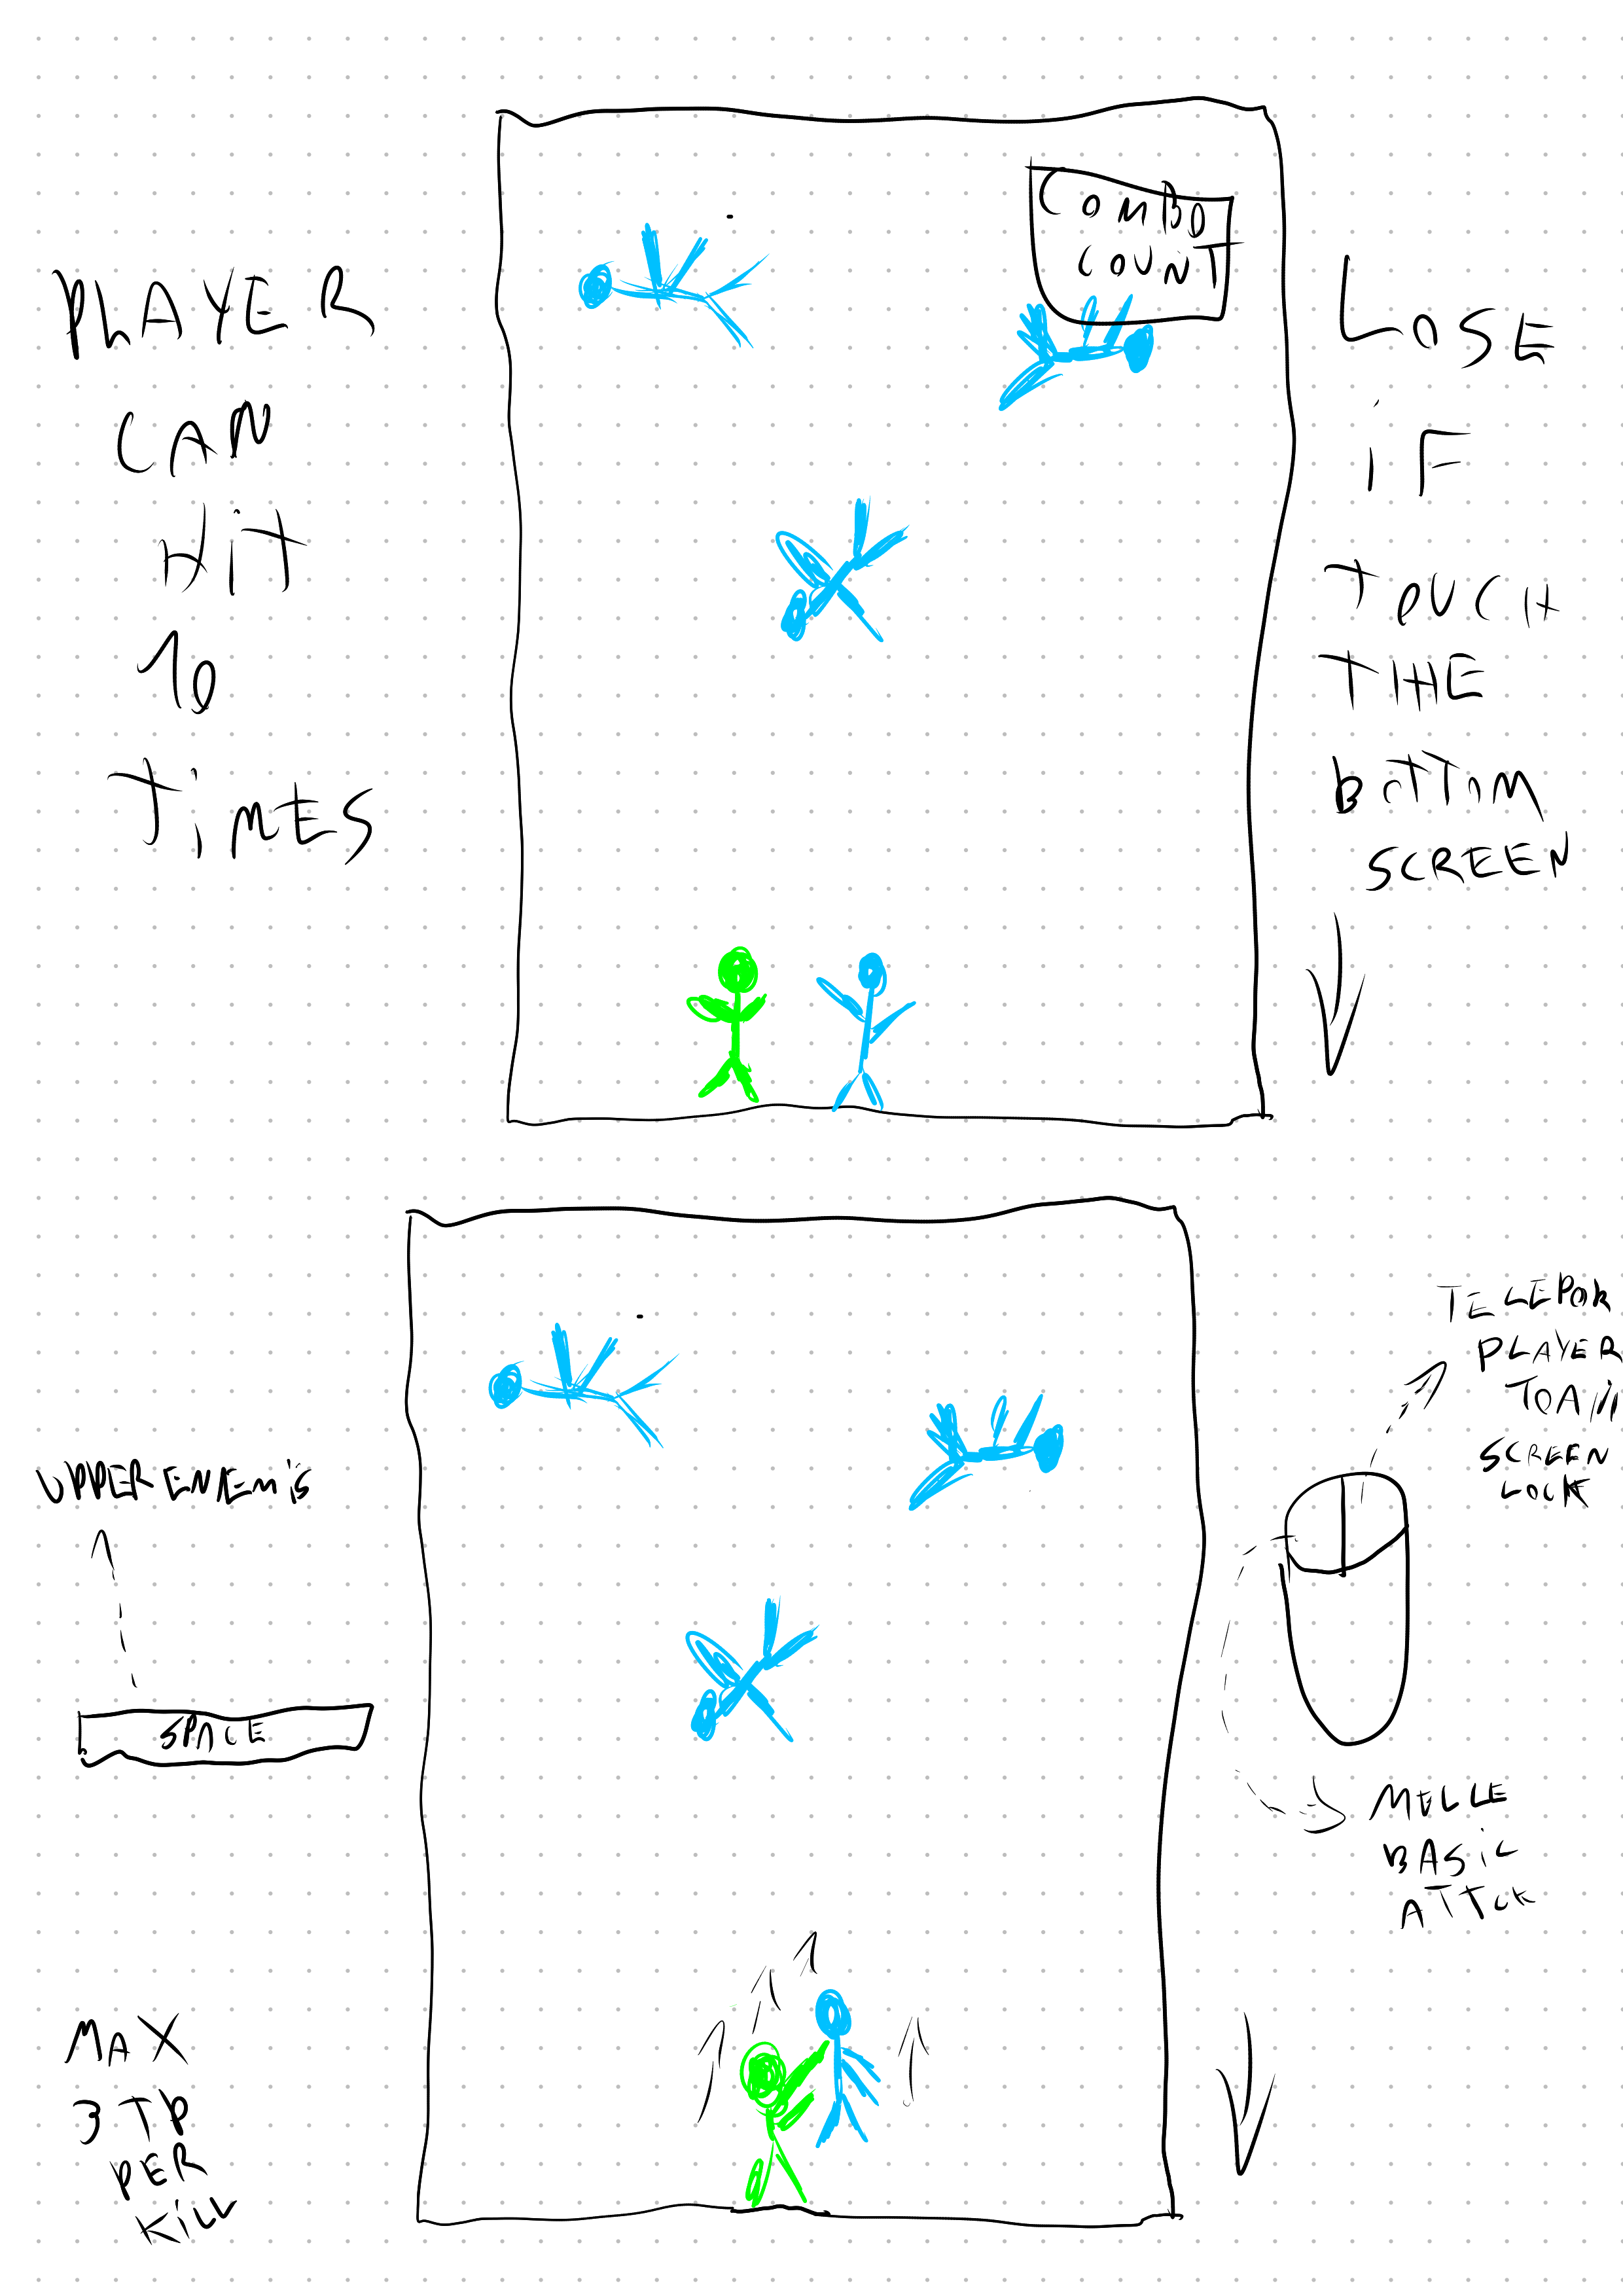 PLAYER
CAN
HIT
10
TIMES
COMBO
COUNT
LOSE
IF
TOUCH
THE
BOTTOM
SCREEN
UPPER ENEMIS
SPACE
MAX
3 TP
PER
KILL
TELEPOR
PLAYER
SCREEN
LOCK
MELLE
BASIC
ATTCK